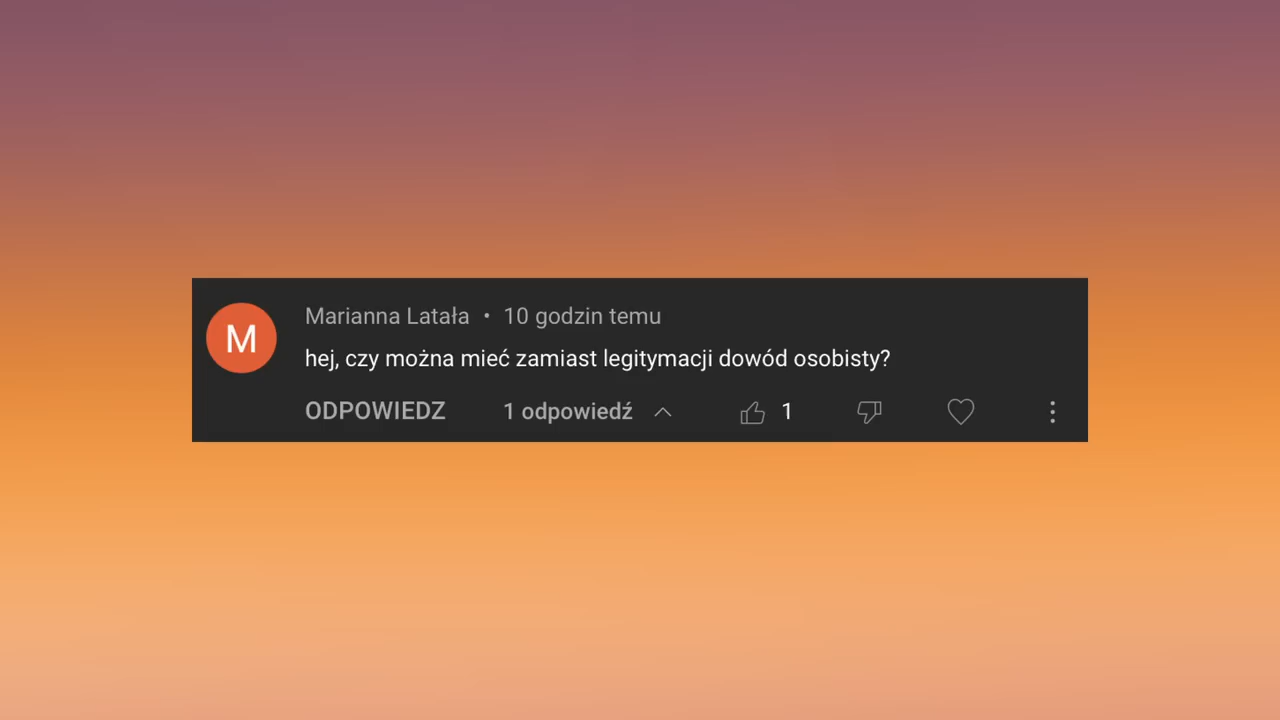 M
Marianna Latała • 10 godzin temu
hej, czy można mieć zamiast legitymacji dowód osobisty?
ODPOWIEDZ 1 odpowiedź 1